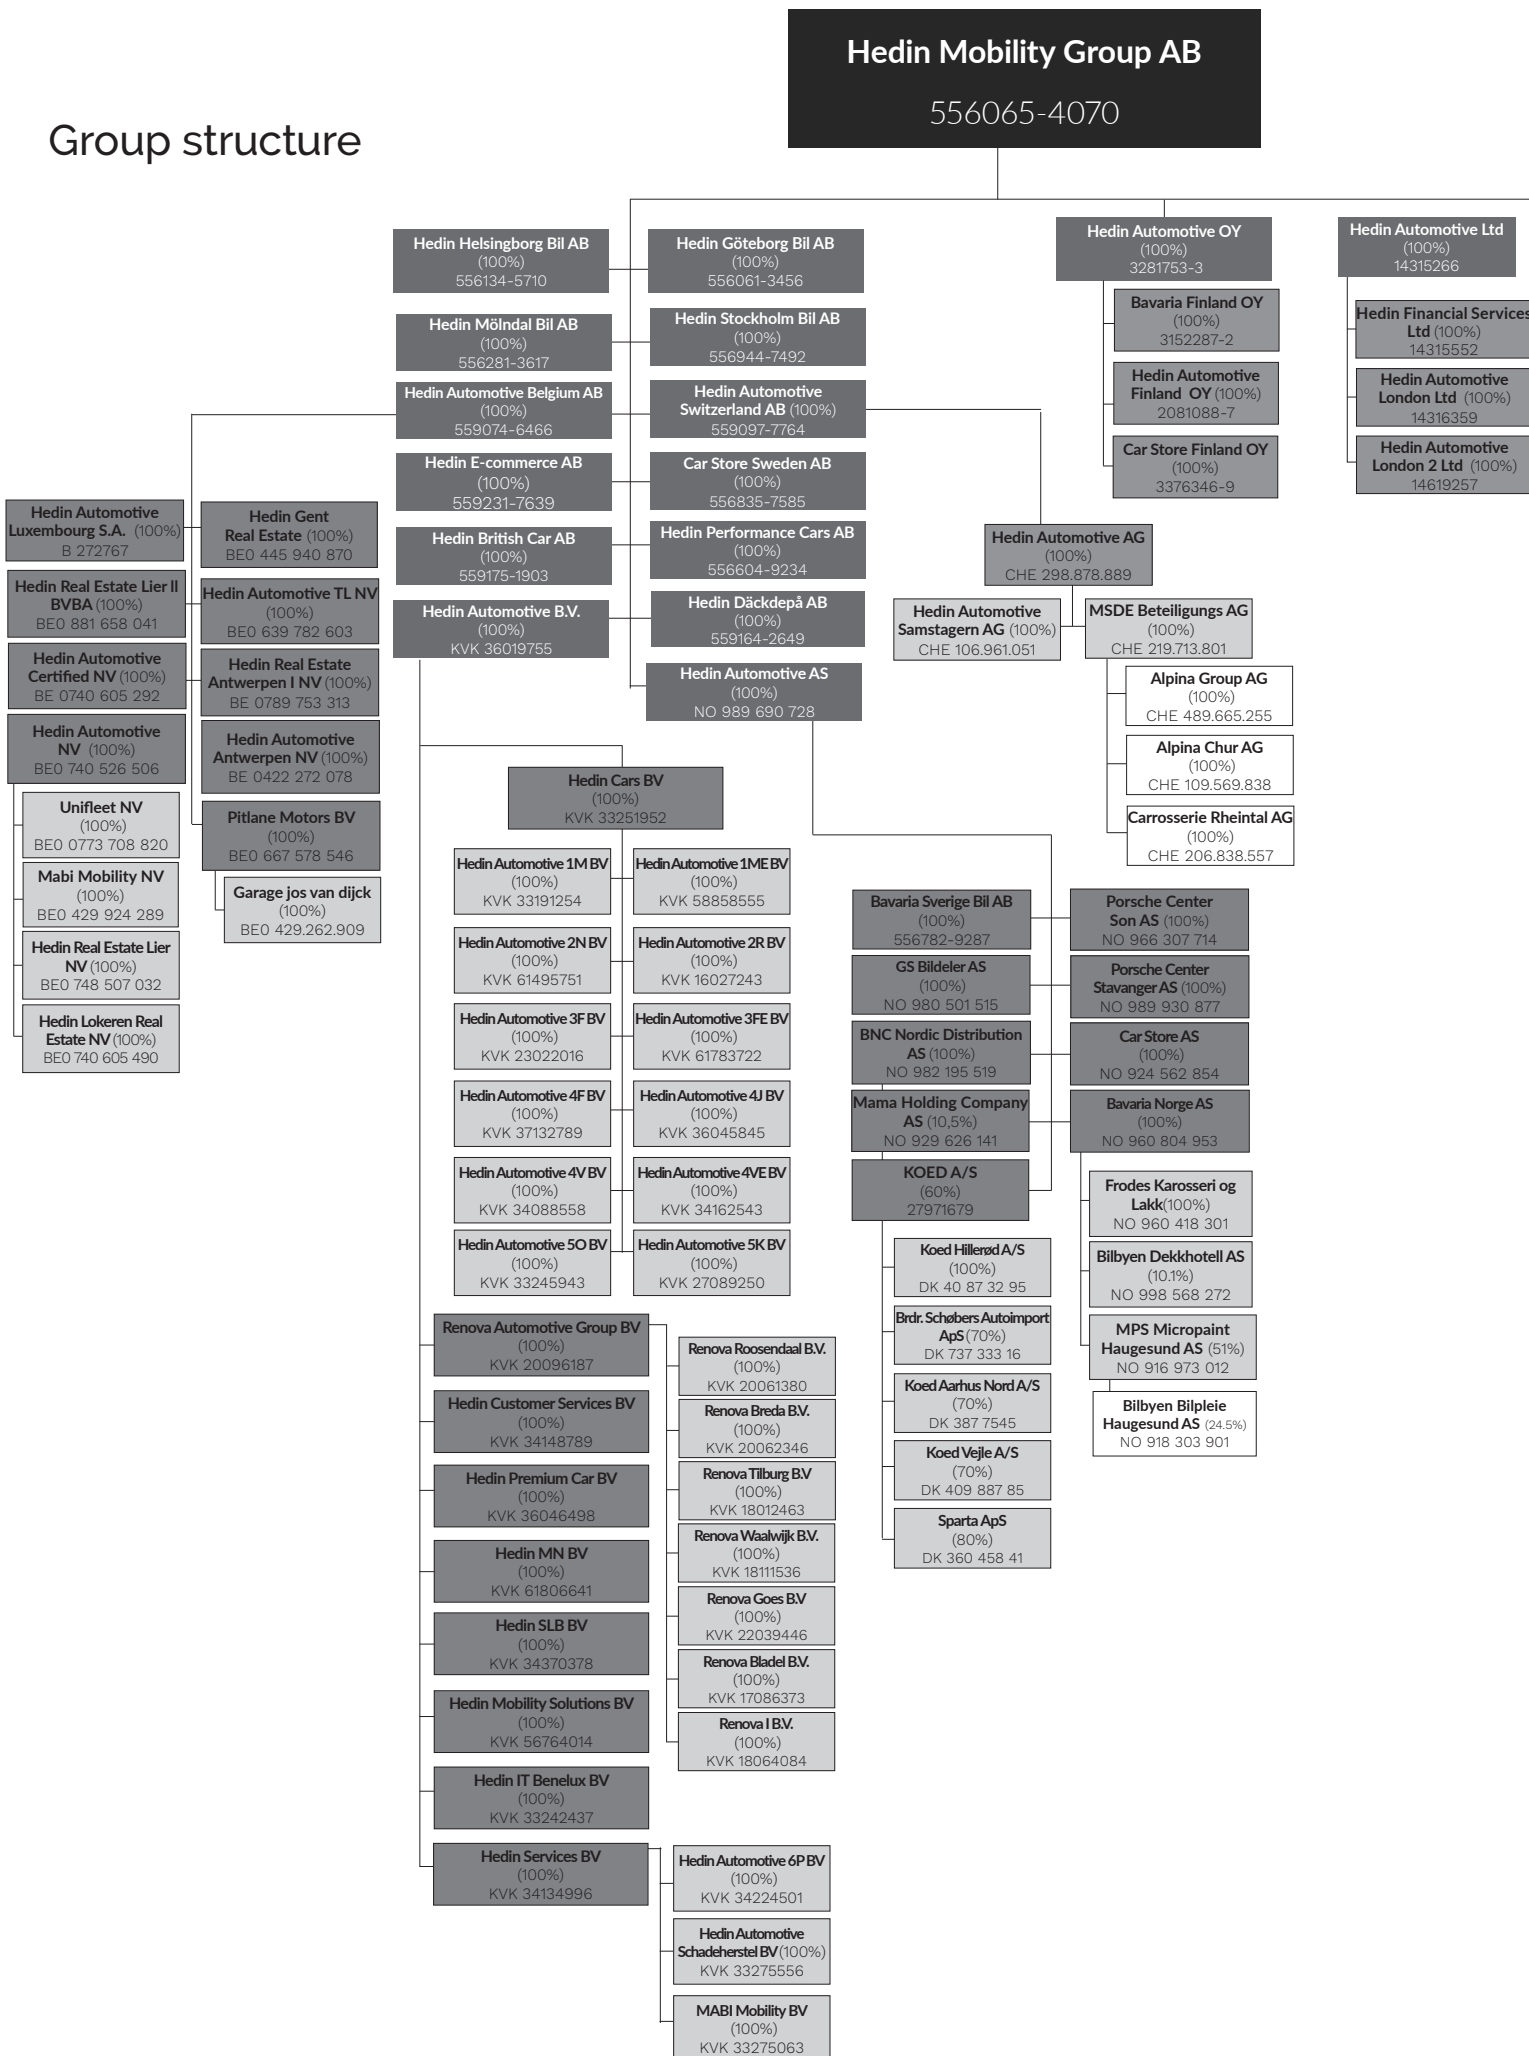 Hedin Mobility Group AB
556065-4070
Group structure
Hedin Helsingborg Bil AB
(100%)
556134-5710
Hedin Göteborg Bil AB
(100%)
556061-3456
Hedin Mölndal Bil AB
(100%)
556281-3617
Hedin Stockholm Bil AB
(100%)
556944-7492
Hedin Automotive Belgium AB
(100%)
559074-6466
Hedin Automotive
Switzerland AB (100%)
559097-7764
Hedin E-commerce AB
(100%)
559231-7639
Car Store Sweden AB
(100%)
556835-7585
Hedin British Car AB
(100%)
559175-1903
Hedin Performance Cars AB
(100%)
556604-9234
Hedin Automotive B.V.
(100%)
KVK 36019755
Hedin Däckdepå AB
(100%)
559164-2649
Hedin Automotive AS
(100%)
NO 989 690 728
Hedin Automotive OY
(100%)
3281753-3
Bavaria Finland OY
(100%)
3152287-2
Hedin Automotive
Finland OY (100%)
2081088-7
Car Store Finland OY
(100%)
3376346-9
Hedin Automotive Ltd
(100%)
14315266
Hedin Financial Services
Ltd (100%)
14315552
Hedin Automotive
London Ltd (100%)
14316359
Hedin Automotive
London 2 Ltd (100%)
14619257
Hedin Automotive
Luxembourg S.A. (100%)
B 272767
Hedin Gent
Real Estate (100%)
BE0 445 940 870
Hedin Real Estate Lier II
BVBA (100%)
BE0 881 658 041
Hedin Automotive TL NV
(100%)
BE0 639 782 603
Hedin Automotive
Certified NV (100%)
BE 0740 605 292
Hedin Real Estate
Antwerpen I NV (100%)
BE 0789 753 313
Hedin Automotive
NV (100%)
BE0 740 526 506
Hedin Automotive
Antwerpen NV (100%)
BE 0422 272 078
Unifleet NV
(100%)
BE0 0773 708 820
Mabi Mobility NV
(100%)
BE0 429 924 289
Hedin Real Estate Lier
NV (100%)
BE0 748 507 032
Hedin Lokeren Real
Estate NV (100%)
BE0 740 605 490
Pitlane Motors BV
(100%)
BE0 667 578 546
Garage jos van dijck
(100%)
BE0 429.262.909
Hedin Automotive AG
(100%)
CHE 298.878.889
Hedin Automotive
Samstagern AG (100%)
CHE 106.961.051
MSDE Beteiligungs AG
(100%)
CHE 219.713.801
Alpina Group AG
(100%)
CHE 489.665.255
Alpina Chur AG
(100%)
CHE 109.569.838
Carrosserie Rheintal AG
(100%)
CHE 206.838.557
Hedin Cars BV
(100%)
KVK 33251952
Hedin Automotive 1M BV
(100%)
KVK 33191254
Hedin Automotive 1ME BV
(100%)
KVK 58858555
Hedin Automotive 2N BV
(100%)
KVK 61495751
Hedin Automotive 2R BV
(100%)
KVK 16027243
Hedin Automotive 3F BV
(100%)
KVK 23022016
Hedin Automotive 3FE BV
(100%)
KVK 61783722
Hedin Automotive 4F BV
(100%)
KVK 37132789
Hedin Automotive 4J BV
(100%)
KVK 36045845
Hedin Automotive 4V BV
(100%)
KVK 34088558
Hedin Automotive 4VE BV
(100%)
KVK 34162543
Hedin Automotive 5O BV
(100%)
KVK 33245943
Hedin Automotive 5K BV
(100%)
KVK 27089250
Bavaria Sverige Bil AB
(100%)
556782-9287
Porsche Center
Son AS (100%)
NO 966 307 714
GS Bildeler AS
(100%)
NO 980 501 515
Porsche Center
Stavanger AS (100%)
NO 989 930 877
BNC Nordic Distribution
AS (100%)
NO 982 195 519
Car Store AS
(100%)
NO 924 562 854
Mama Holding Company
AS (10,5%)
NO 929 626 141
Bavaria Norge AS
(100%)
NO 960 804 953
KOED A/S
(60%)
27971679
Koed Hillerød A/S
(100%)
DK 40 87 32 95
Brdr. Schøbers Autoimport
ApS (70%)
DK 737 333 16
Koed Aarhus Nord A/S
(70%)
DK 387 7545
Koed Vejle A/S
(70%)
DK 409 887 85
Sparta ApS
(80%)
DK 360 458 41
Frodes Karosseri og
Lakk(100%)
NO 960 418 301
Bilbyen Dekkhotell AS
(10.1%)
NO 998 568 272
MPS Micropaint
Haugesund AS (51%)
NO 916 973 012
Bilbyen Bilpleie
Haugesund AS (24.5%)
NO 918 303 901
Renova Automotive Group BV
(100%)
KVK 20096187
Hedin Customer Services BV
(100%)
KVK 34148789
Hedin Premium Car BV
(100%)
KVK 36046498
Hedin MN BV
(100%)
KVK 61806641
Hedin SLB BV
(100%)
KVK 34370378
Hedin Mobility Solutions BV
(100%)
KVK 56764014
Hedin IT Benelux BV
(100%)
KVK 33242437
Hedin Services BV
(100%)
KVK 34134996
Renova Roosendaal B.V.
(100%)
KVK 20061380
Renova Breda B.V.
(100%)
KVK 20062346
Renova Tilburg B.V
(100%)
KVK 18012463
Renova Waalwijk B.V.
(100%)
KVK 18111536
Renova Goes B.V
(100%)
KVK 22039446
Renova Bladel B.V.
(100%)
KVK 17086373
Renova I B.V.
(100%)
KVK 18064084
Hedin Automotive 6P BV
(100%)
KVK 34224501
Hedin Automotive
Schadeherstel BV (100%)
KVK 33275556
MABI Mobility BV
(100%)
KVK 33275063